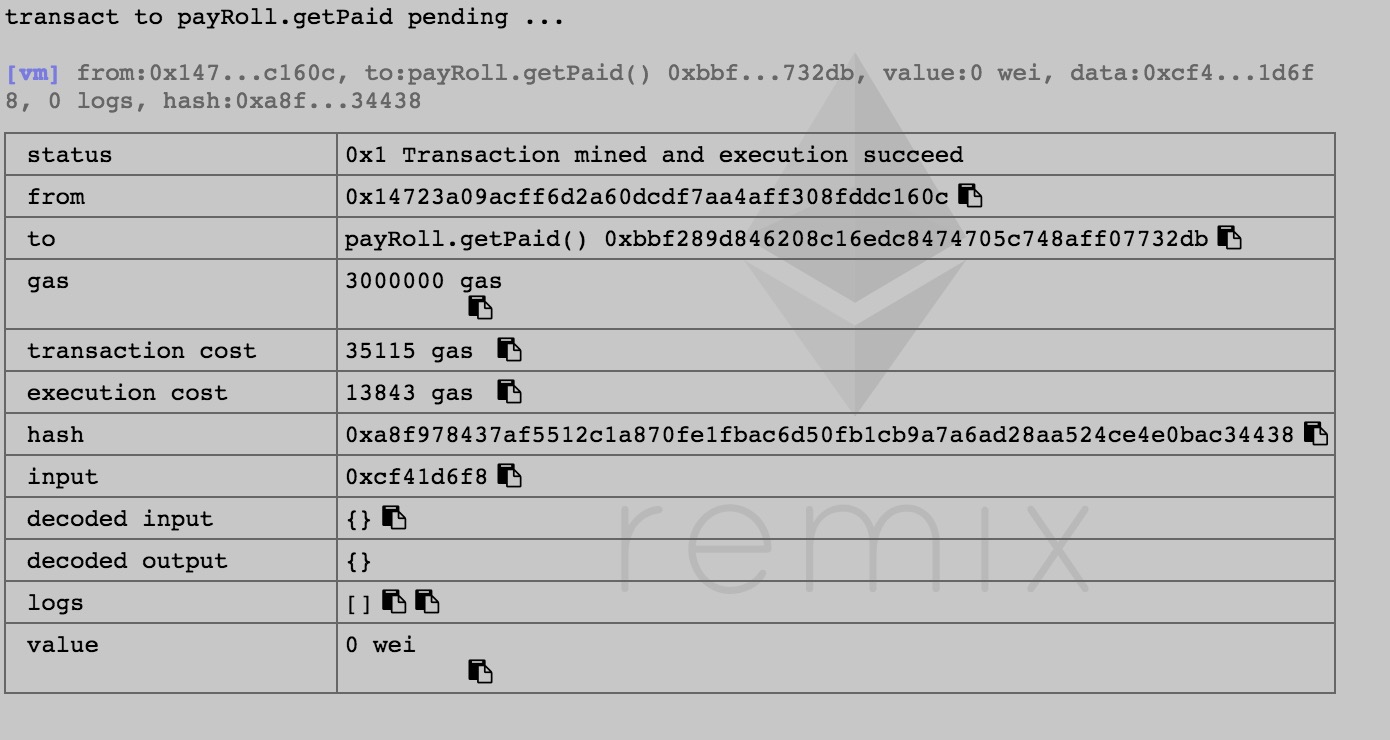 transact to payRoll.getPaid pending ...
[vm] from:0x147...c160c, to:payRoll.getPaid() 0xbbf...732db, value:0 wei, data:0xcf4...1d6f
8, 0 logs, hash:0xa8f...34438
status 0x1 Transaction mined and execution succeed
from 0x14723a09acff6d2a60dcdf7aa4aff308fddc160c
to payRoll.getPaid() 0xbbf289d846208c16edc8474705c748aff07732db
gas 3000000 gas
transaction cost 35115 gas
execution cost 13843 gas
hash 0xa8f978437af5512c1a870fe1fbac6d50fb1cb9a7a6ad28aa524ce4e0bac34438
input 0xcf41d6f8
decoded input {}
decoded output {}
logs []
value 0 wei
remix